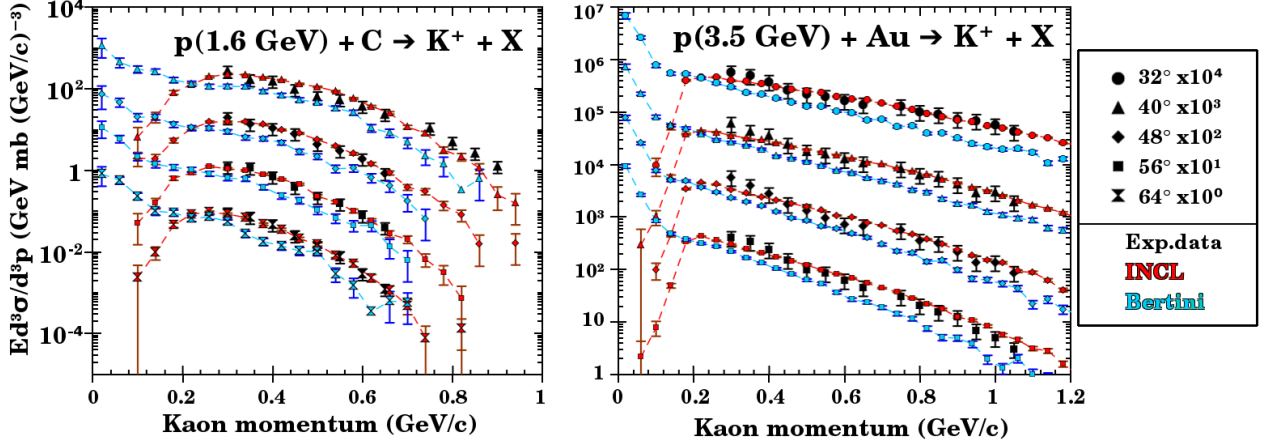 p(1.6 GeV) + C → K⁺ + X
Ed³σ/d³p (GeV mb (GeV/c)⁻³)
10⁴
10²
1
10⁻²
10⁻⁴
0 0.2 0.4 0.6 0.8 1
Kaon momentum (GeV/c)
p(3.5 GeV) + Au → K⁺ + X
10⁷
10⁶
10⁵
10⁴
10³
10²
10
1
0 0.2 0.4 0.6 0.8 1 1.2
Kaon momentum (GeV/c)
32° x10⁴
40° x10³
48° x10²
56° x10¹
64° x10⁰
Exp.data
INCL
Bertini